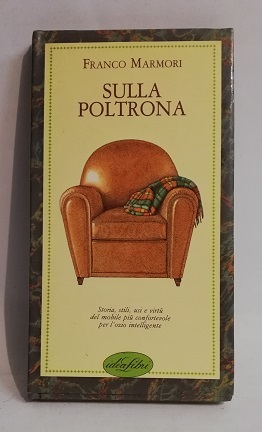 FRANCO MARMORI
SULLA
POLTRONA
Storia, stili, usi e virtù
del mobile più confortevole
per l'ozio intelligente
idealibri